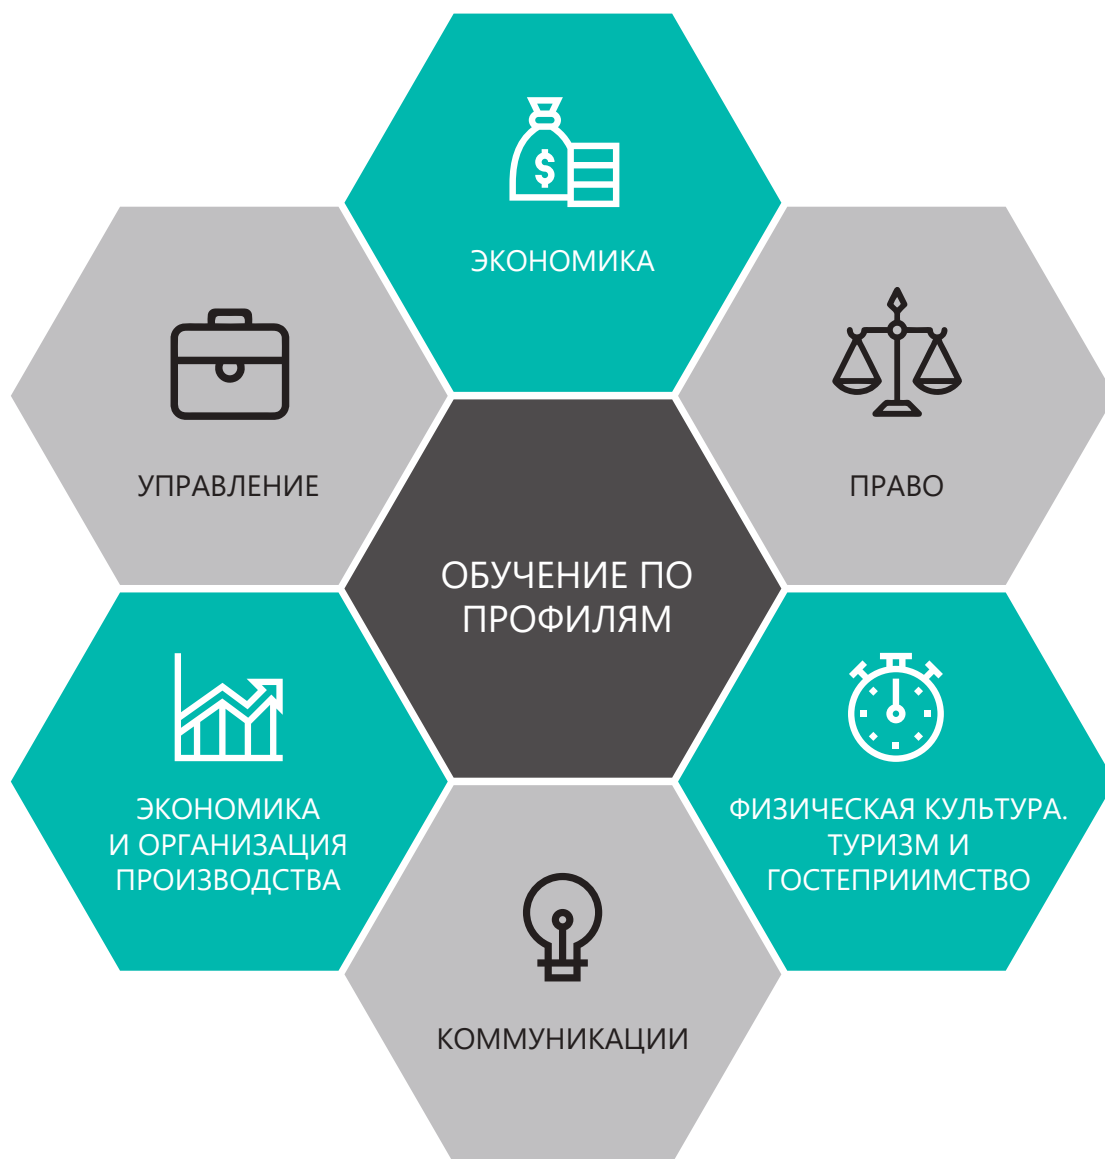 ЭКОНОМИКА
УПРАВЛЕНИЕ
ПРАВО
ОБУЧЕНИЕ ПО
ПРОФИЛЯМ
ЭКОНОМИКА
И ОРГАНИЗАЦИЯ
ПРОИЗВОДСТВА
ФИЗИЧЕСКАЯ КУЛЬТУРА.
ТУРИЗМ И
ГОСТЕПРИИМСТВО
КОММУНИКАЦИИ